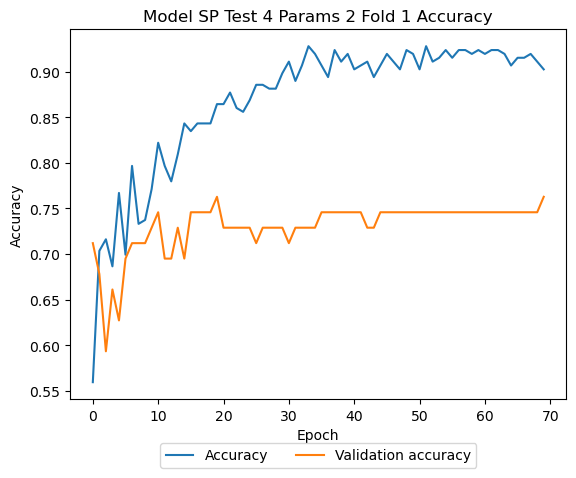 Model SP Test 4 Params 2 Fold 1 Accuracy
Accuracy
0.90
0.85
0.80
0.75
0.70
0.65
0.60
0.55
0 10 20 30 40 50 60 70
Epoch
Accuracy Validation accuracy